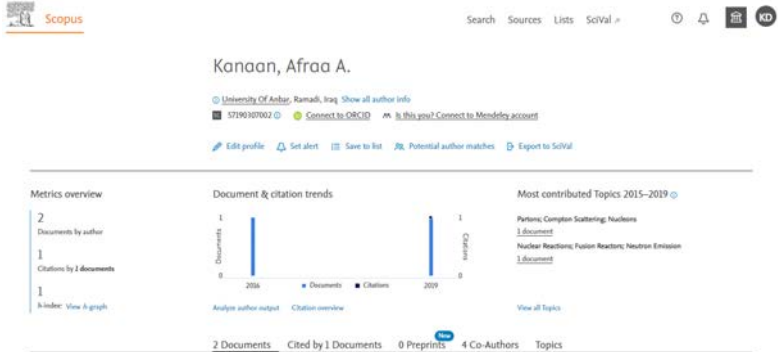 Scopus
Search Sources Lists SciVal ↗
KD
Kanaan, Afraa A.
University Of Anbar, Ramadi, Iraq Show all author info
57190307002 Connect to ORCID Is this you? Connect to Mendeley account
Edit profile Set alert Save to list Potential author matches Export to SciVal
Metrics overview
2
Documents by author
1
Citations by 1 documents
1
h-index: View h-graph
Document & citation trends
1 1
Documents
Citations
0 0
2016 Documents Citations 2019
Analyze author output Citation overview
Most contributed Topics 2015–2019
Partons; Compton Scattering; Nucleons
1 document
Nuclear Reactions; Fusion Reactors; Neutron Emission
1 document
View all Topics
New
2 Documents Cited by 1 Documents 0 Preprints 4 Co-Authors Topics